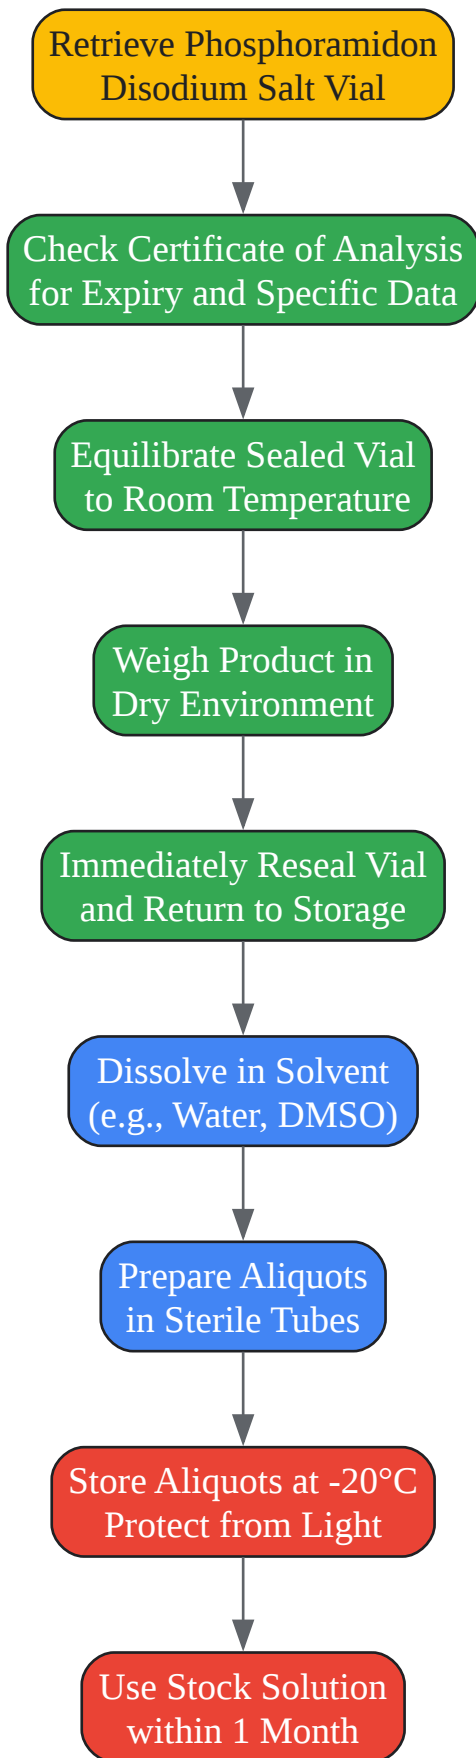 Retrieve Phosphoramidon
Disodium Salt Vial
Check Certificate of Analysis
for Expiry and Specific Data
Equilibrate Sealed Vial
to Room Temperature
Weigh Product in
Dry Environment
Immediately Reseal Vial
and Return to Storage
Dissolve in Solvent
(e.g., Water, DMSO)
Prepare Aliquots
in Sterile Tubes
Store Aliquots at -20°C
Protect from Light
Use Stock Solution
within 1 Month